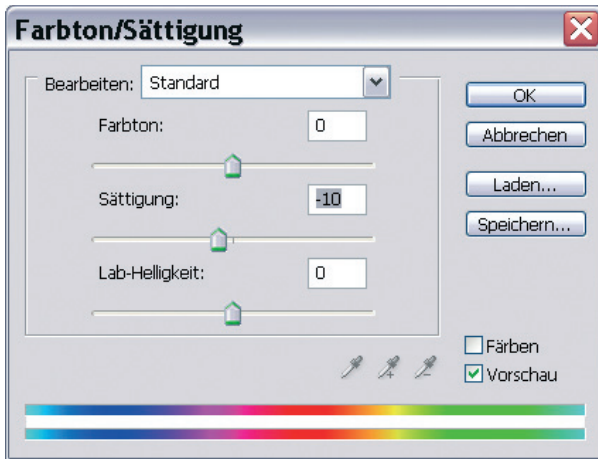 Farbton/Sättigung
Bearbeiten: Standard
Farbton: 0
Sättigung: -10
Lab-Helligkeit: 0
OK
Abbrechen
Laden...
Speichern...
Färben
Vorschau